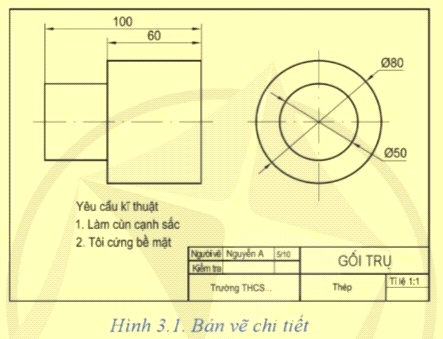 100
60
Ø80
Ø50
Yêu cầu kĩ thuật
1. Làm cùn cạnh sắc
2. Tôi cứng bề mặt
Người vẽ Nguyễn A 5/10
GỐI TRỤ
Kiểm tra
Trường THCS...
Thép
Tỉ lệ 1:1
Hình 3.1. Bản vẽ chi tiết